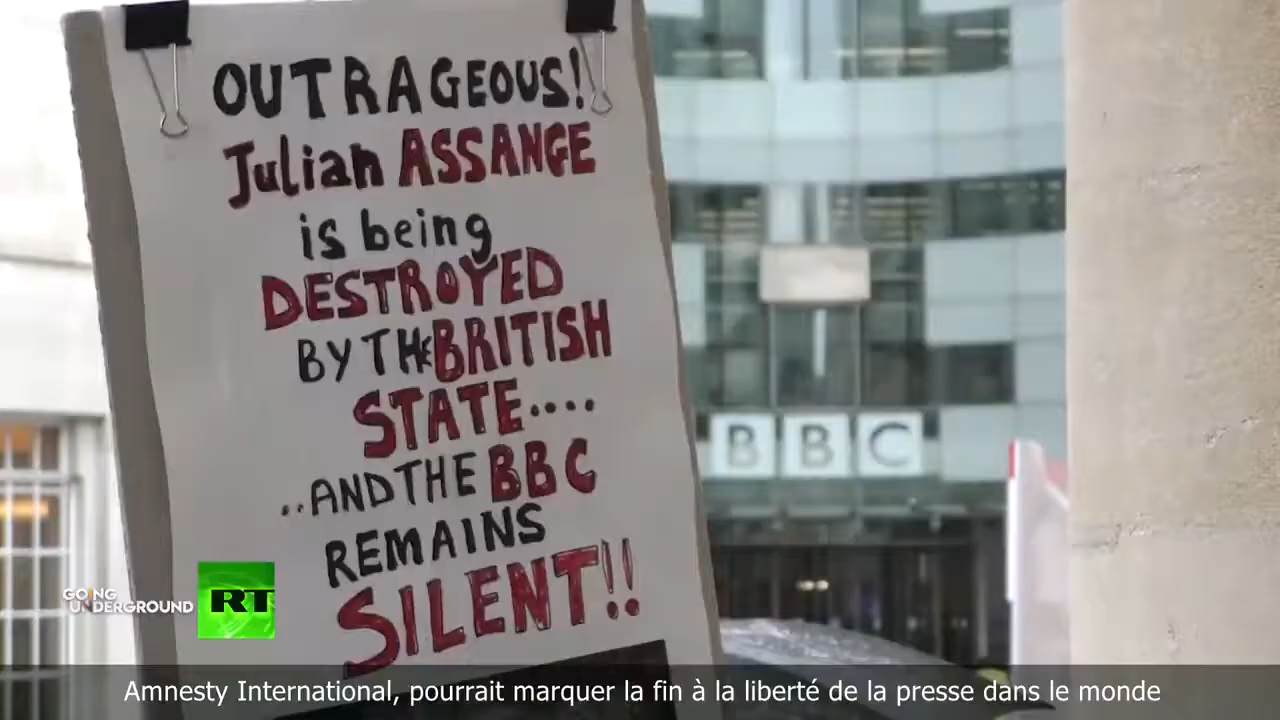 OUTRAGEOUS!
Julian ASSANGE
is being
DESTROYED
BY THE BRITISH
STATE....
..AND THE BBC
REMAINS
SILENT!!
BBC
GOING
UNDERGROUND
RT
Amnesty International, pourrait marquer la fin à la liberté de la presse dans le monde